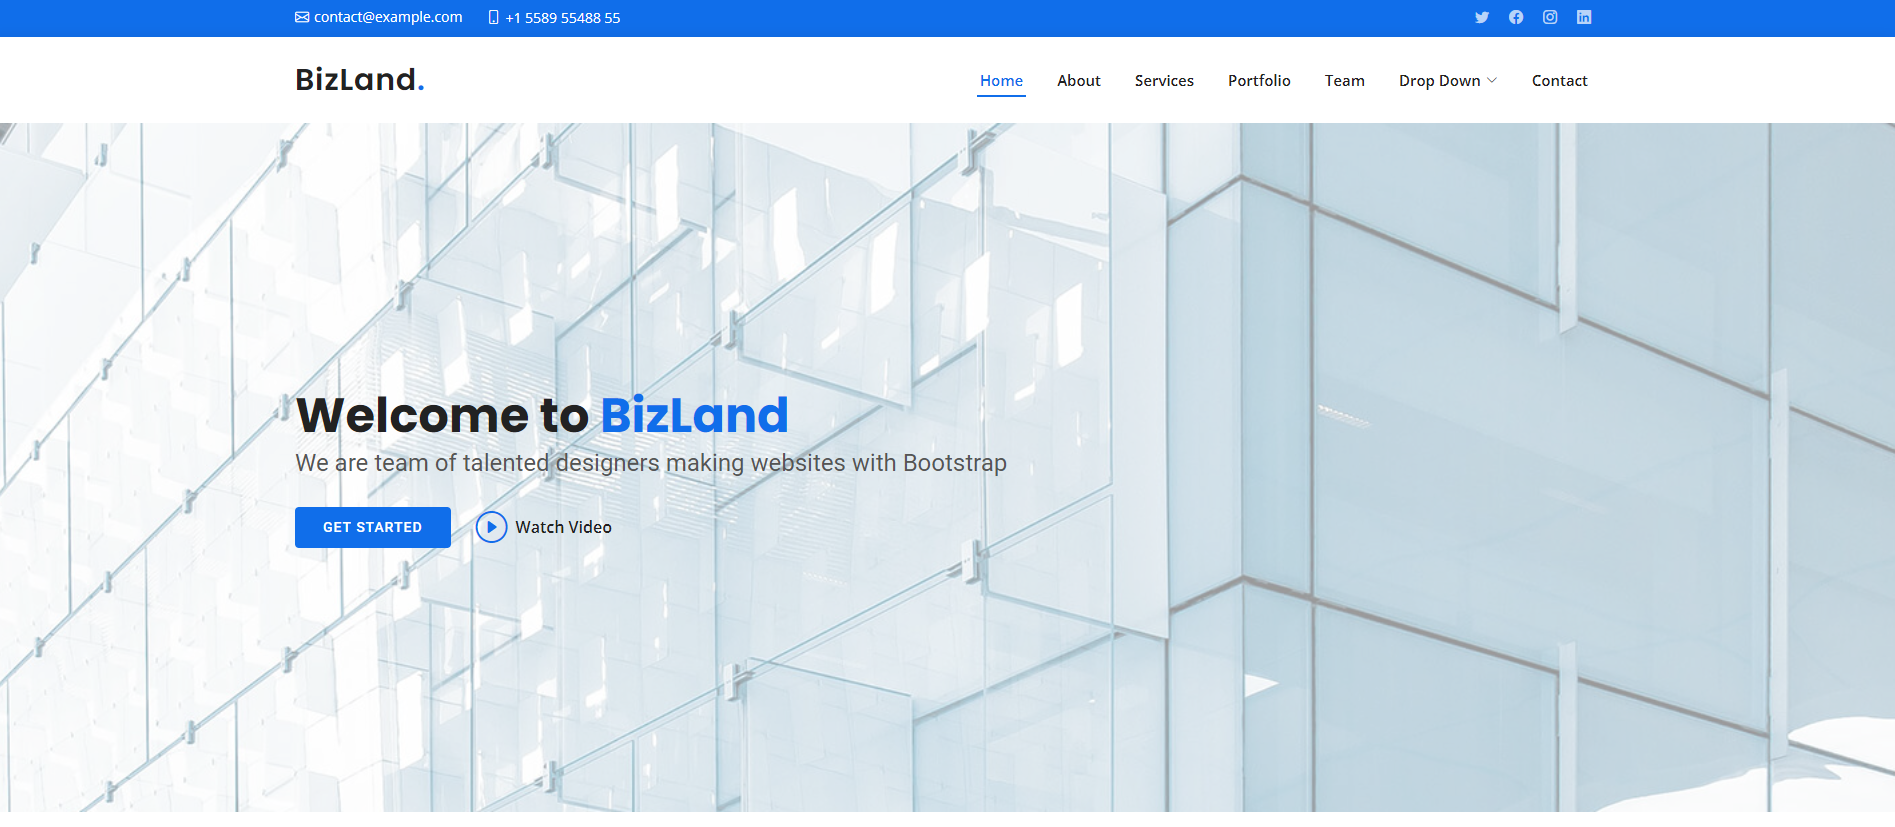 contact@example.com +1 5589 55488 55
BizLand.
Home About Services Portfolio Team Drop Down Contact
Welcome to BizLand
We are team of talented designers making websites with Bootstrap
GET STARTED Watch Video